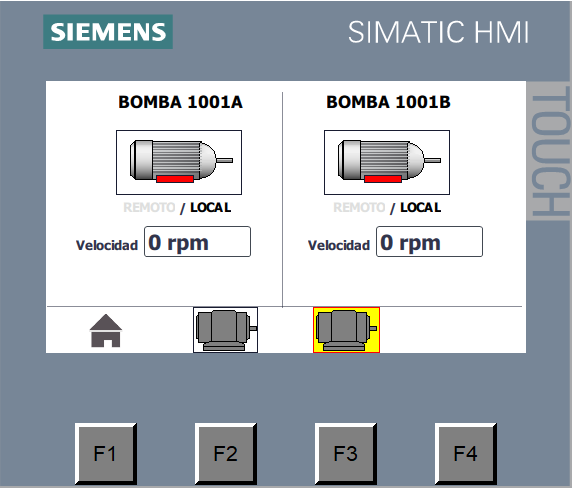 SIEMENS
SIMATIC HMI
TOUCH
BOMBA 1001A
BOMBA 1001B
REMOTO / LOCAL
REMOTO / LOCAL
Velocidad 0 rpm
Velocidad 0 rpm
F1
F2
F3
F4